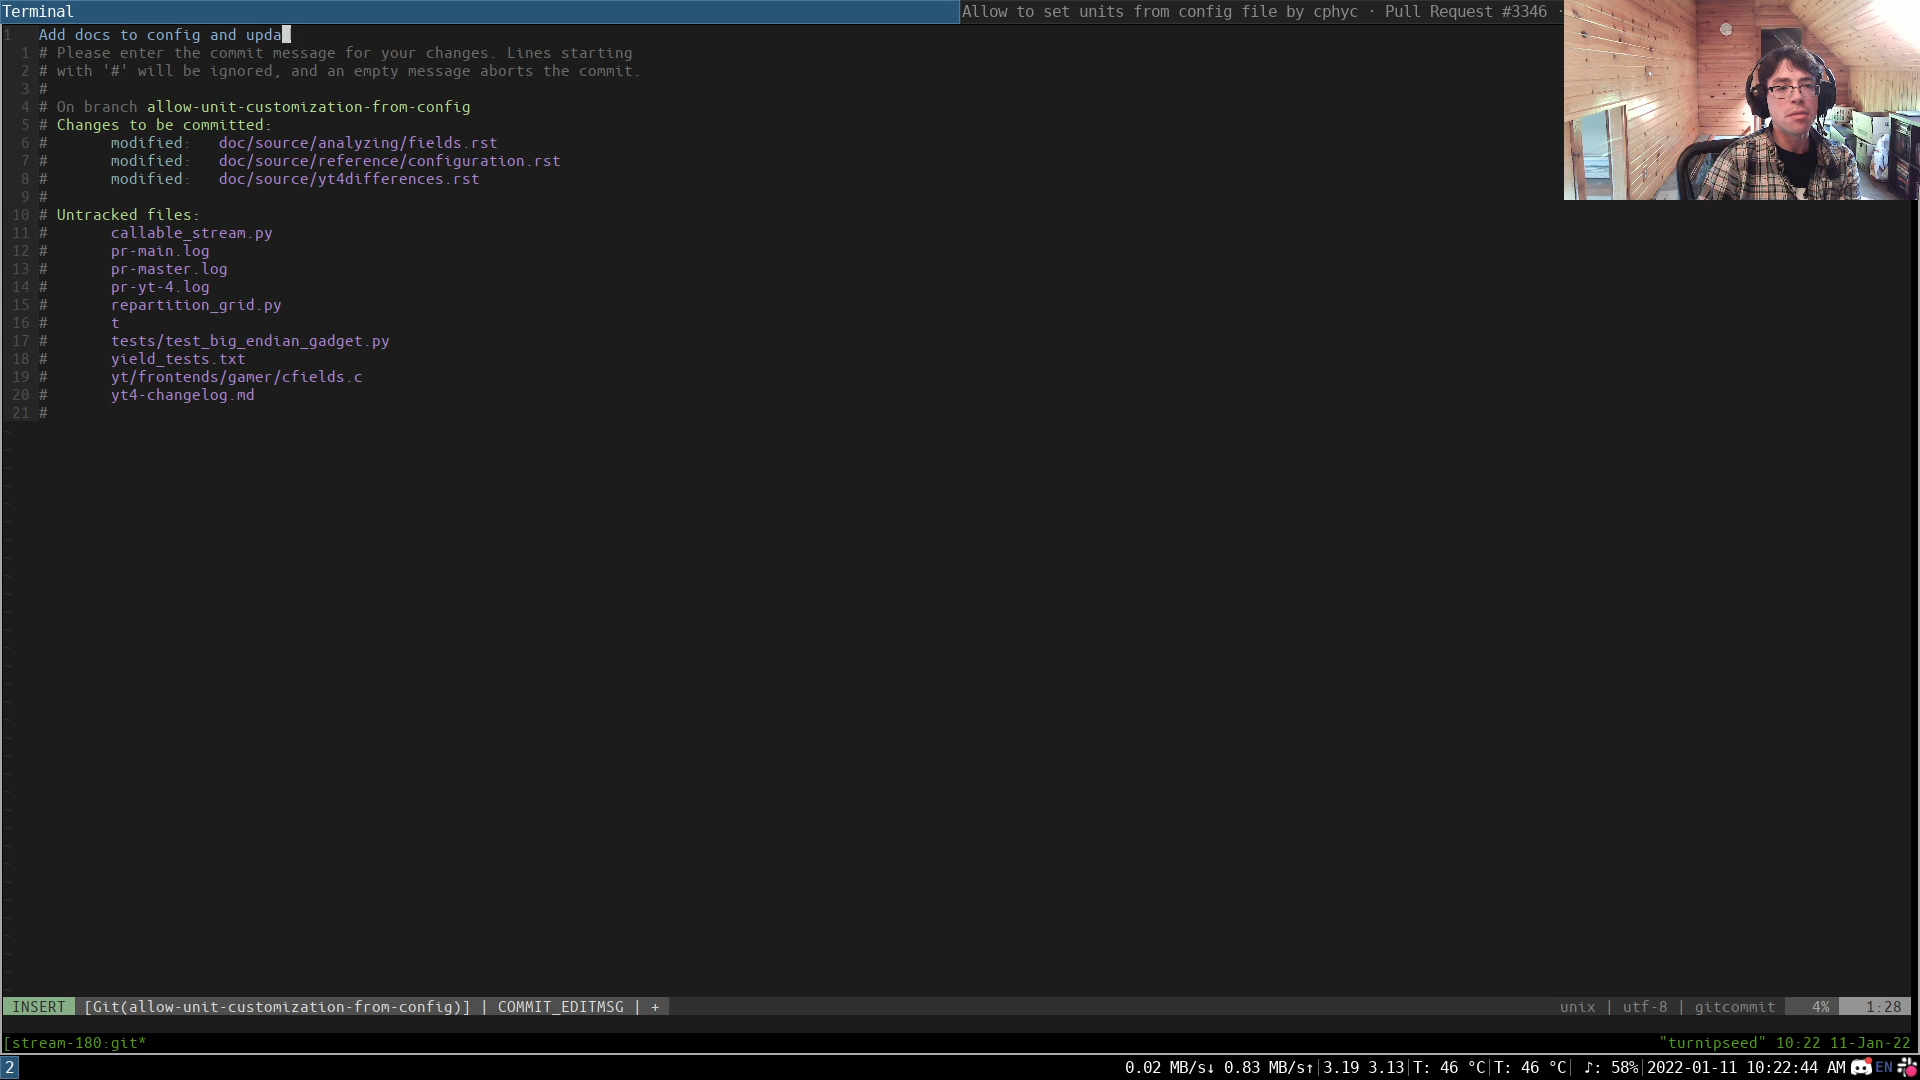 Terminal
Allow to set units from config file by cphyc · Pull Request #3346 ·
1 Add docs to config and upda
1 # Please enter the commit message for your changes. Lines starting
2 # with '#' will be ignored, and an empty message aborts the commit.
3 #
4 # On branch allow-unit-customization-from-config
5 # Changes to be committed:
6 # modified: doc/source/analyzing/fields.rst
7 # modified: doc/source/reference/configuration.rst
8 # modified: doc/source/yt4differences.rst
9 #
10 # Untracked files:
11 # callable_stream.py
12 # pr-main.log
13 # pr-master.log
14 # pr-yt-4.log
15 # repartition_grid.py
16 # t
17 # tests/test_big_endian_gadget.py
18 # yield_tests.txt
19 # yt/frontends/gamer/cfields.c
20 # yt4-changelog.md
21 #
INSERT [Git(allow-unit-customization-from-config)] | COMMIT_EDITMSG | + unix | utf-8 | gitcommit 4% 1:28
[stream-180:git* "turnipseed" 10:22 11-Jan-22
2 0.02 MB/s↓ 0.83 MB/s↑|3.19 3.13|T: 46 °C|T: 46 °C| ♪: 58%|2022-01-11 10:22:44 AM EN